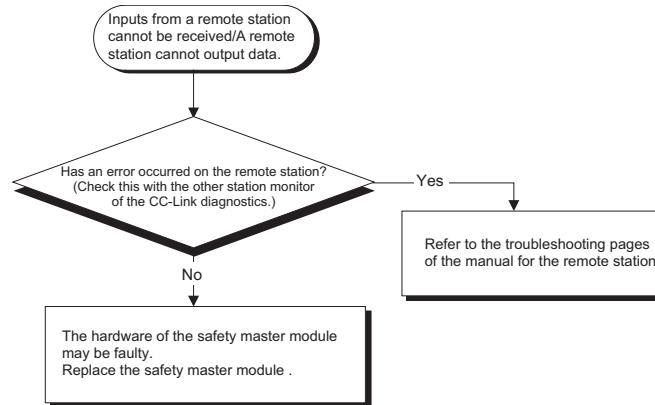 Inputs from a remote station
cannot be received/A remote
station cannot output data.
Has an error occurred on the remote station?
(Check this with the other station monitor
of the CC-Link diagnostics.)
Yes
Refer to the troubleshooting pages
of the manual for the remote station
No
The hardware of the safety master module
may be faulty.
Replace the safety master module .